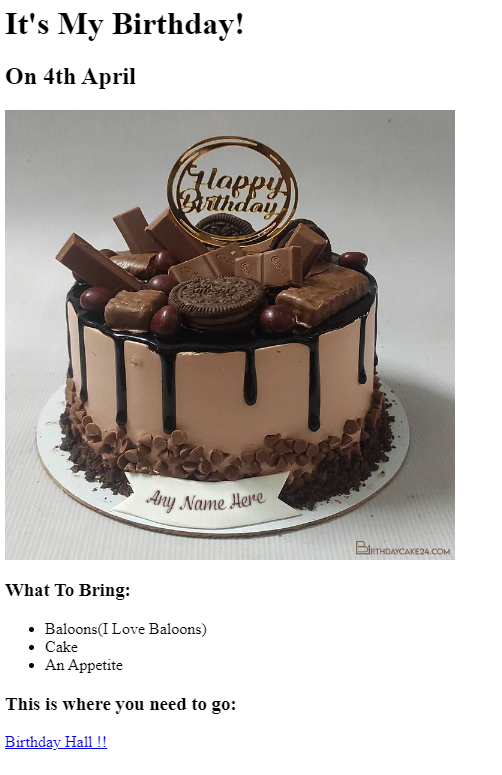 It's My Birthday!
On 4th April
Happy
Birthday
Any Name Here
BIRTHDAYCAKE24.COM
What To Bring:
Baloons(I Love Baloons)
Cake
An Appetite
This is where you need to go:
Birthday Hall !!